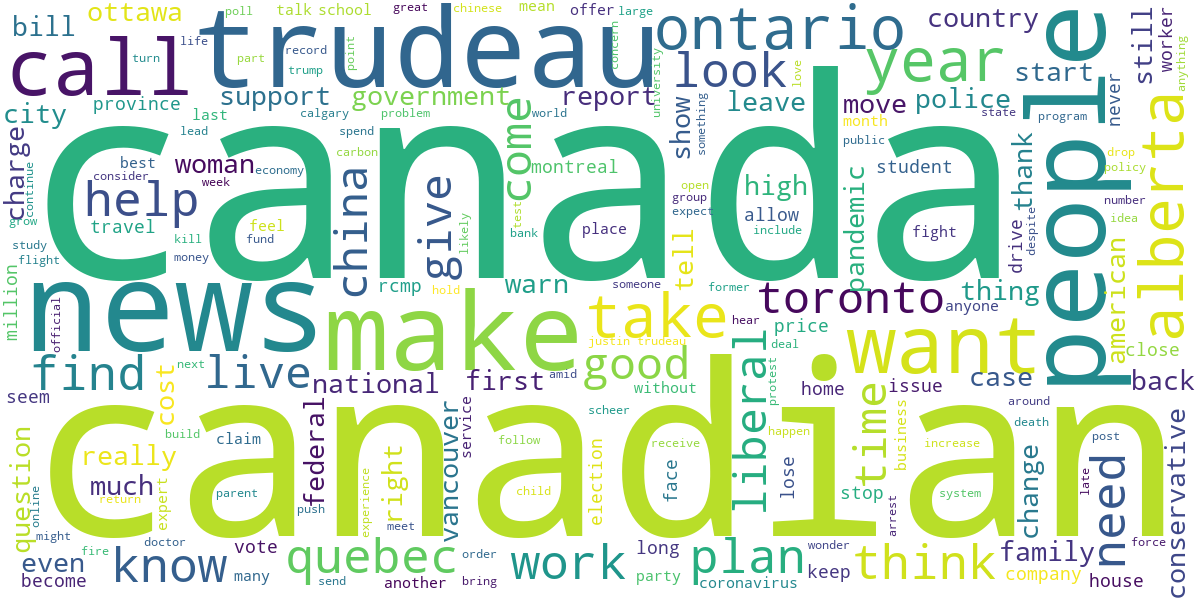 canada
canadian
trudeau
news
people
make
call
ontario
year
alberta
want
take
toronto
look
help
give
come
china
find
live
good
liberal
time
need
know
quebec
work
plan
think
ottawa
bill
poll
talk
school
great
chinese
mean
offer
large
country
still
worker
anything
life
turn
part
record
trump
point
concern
university
love
start
never
city
province
support
government
report
show
something
leave
move
police
month
state
program
charge
continue
last
lead
calgary
spend
problem
world
public
thank
drop
policy
best
consider
woman
week
economy
carbon
montreal
high
open
group
expect
allow
include
student
number
idea
grow
travel
feel
fund
kill
money
study
flight
likely
test
bank
place
tell
pandemic
fight
drive
despite
american
million
official
rcmp
hold
warn
someone
former
thing
anyone
justin trudeau
hear
price
deal
close
next
cost
national
first
amid
without
protest
home
issue
case
back
seem
build
claim
federal
right
vancouver
service
scheer
follow
election
receive
face
lose
happen
business
around
death
increase
post
conservative
question
really
much
return
expert
parent
push
experience
meet
child
stop
arrest
system
change
late
online
might
fire
doctor
even
become
vote
many
send
another
order
bring
long
party
coronavirus
wonder
keep
family
company
force
house